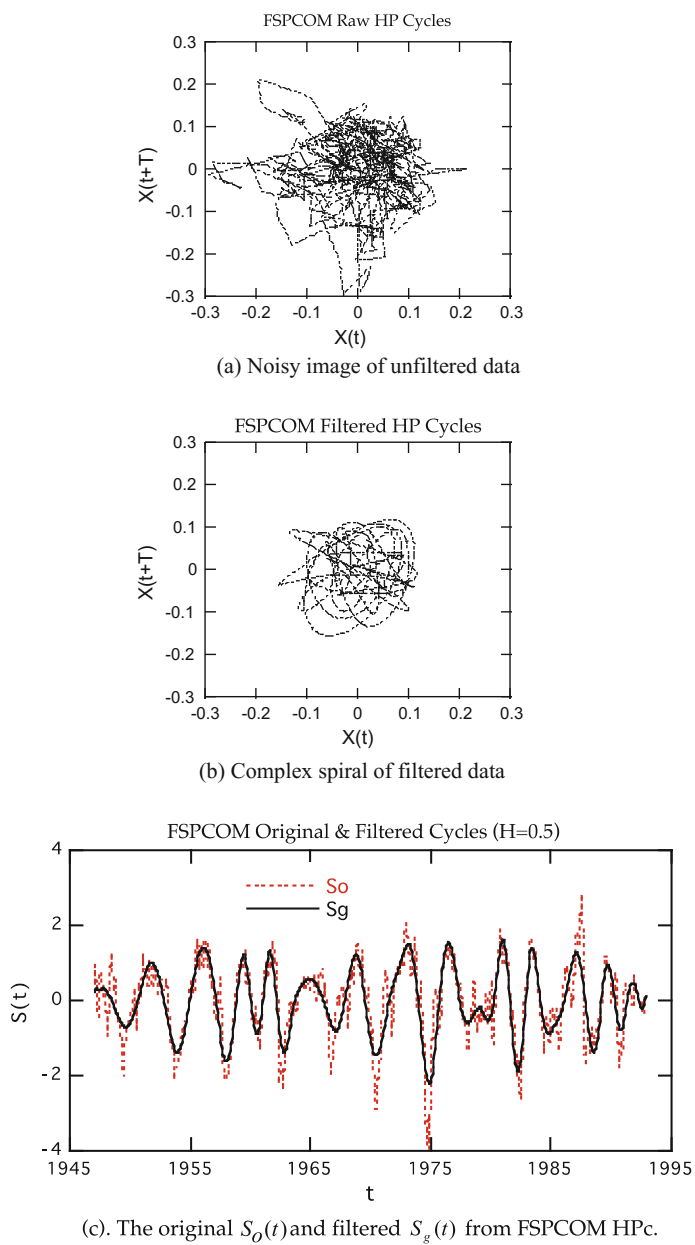 FSPCOM Raw HP Cycles
0.3
0.2
0.1
0
-0.1
-0.2
-0.3
X(t+T)
-0.3 -0.2 -0.1 0 0.1 0.2 0.3
X(t)
(a) Noisy image of unfiltered data
FSPCOM Filtered HP Cycles
0.3
0.2
0.1
0
-0.1
-0.2
-0.3
X(t+T)
-0.3 -0.2 -0.1 0 0.1 0.2 0.3
X(t)
(b) Complex spiral of filtered data
FSPCOM Original & Filtered Cycles (H=0.5)
4
2
0
-2
-4
S(t)
So
Sg
1945 1955 1965 1975 1985 1995
t
(c). The original S_O(t) and filtered S_g(t) from FSPCOM HPc.